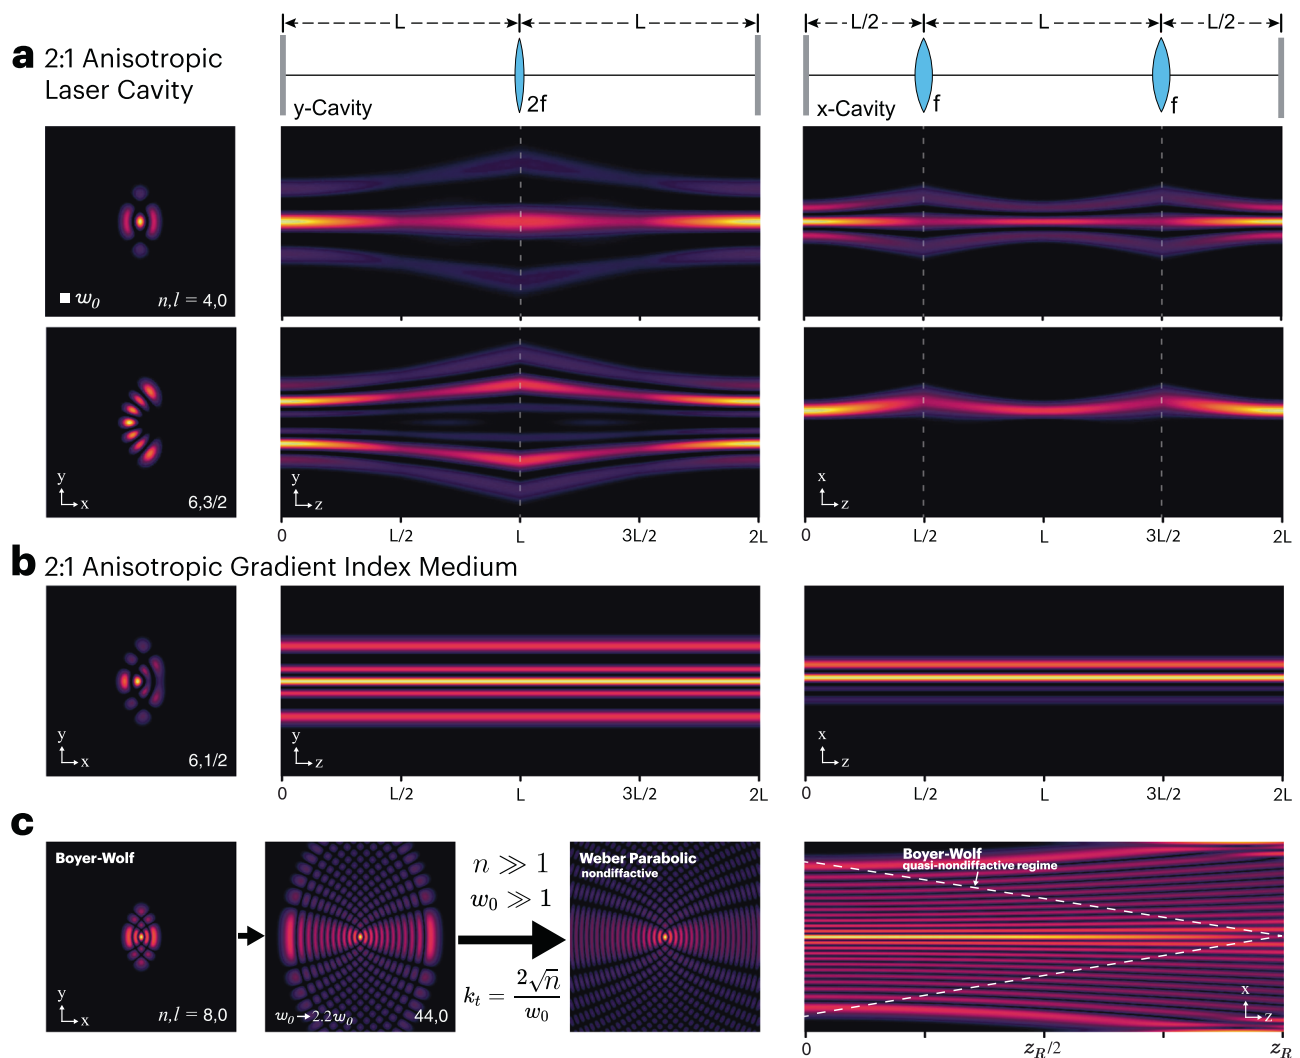 a 2:1 Anisotropic
Laser Cavity
L L
y-Cavity 2f
L/2 L L/2
x-Cavity f f
w₀ n,l = 4,0
y
x
6,3/2
y
z
x
z
0 L/2 L 3L/2 2L
0 L/2 L 3L/2 2L
b 2:1 Anisotropic Gradient Index Medium
y
x
6,1/2
y
z
x
z
0 L/2 L 3L/2 2L
0 L/2 L 3L/2 2L
c
Boyer-Wolf
y
x
n,l = 8,0
w₀→2.2w₀ 44,0
n ≫ 1
w₀ ≫ 1
kₜ = 2√n / w₀
Weber Parabolic
nondiffractive
Boyer-Wolf
quasi-nondiffractive regime
x
z
0 z_R/2 z_R